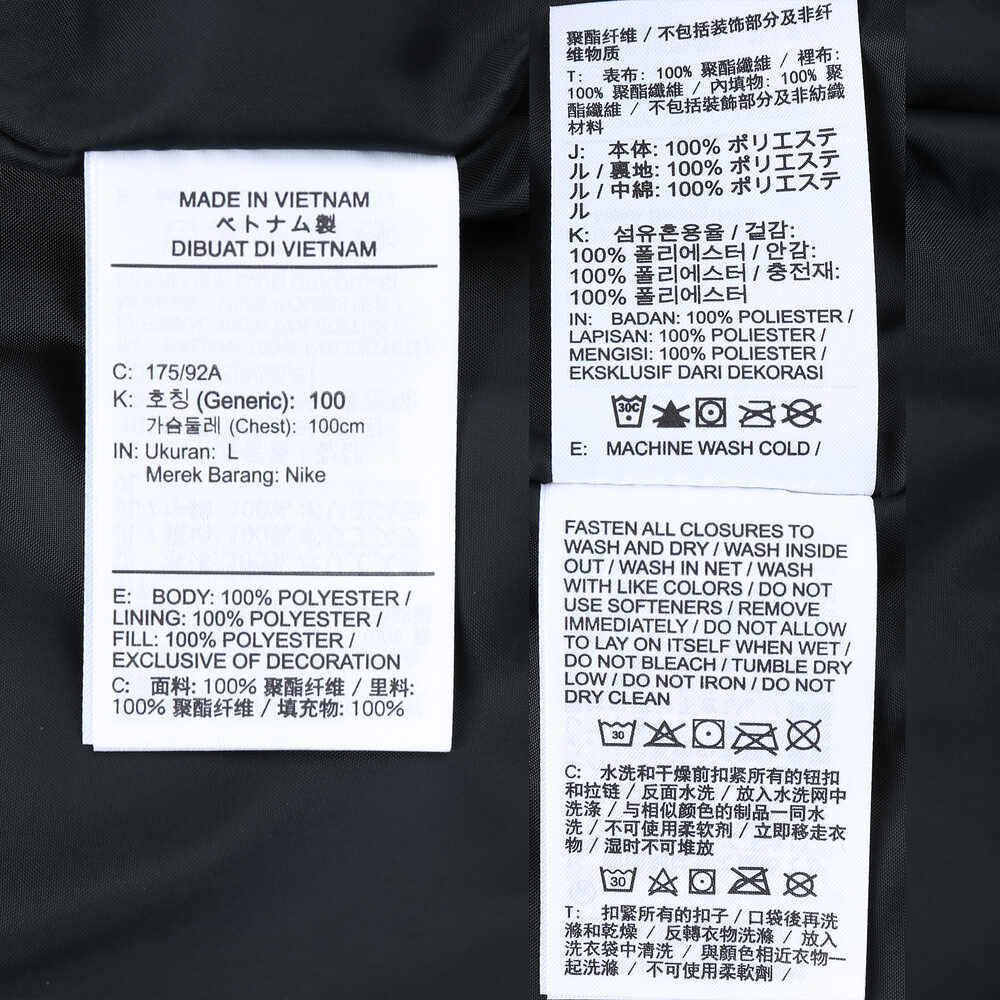 MADE IN VIETNAM
ベトナム製
DIBUAT DI VIETNAM
C: 175/92A
K: 호칭 (Generic): 100
가슴둘레 (Chest): 100cm
IN: Ukuran: L
Merek Barang: Nike
E: BODY: 100% POLYESTER /
LINING: 100% POLYESTER /
FILL: 100% POLYESTER /
EXCLUSIVE OF DECORATION
C: 面料: 100% 聚酯纤维 / 里料:
100% 聚酯纤维 / 填充物: 100%
聚酯纤维 / 不包括装饰部分及非纤
维物质
T: 表布: 100% 聚酯纖維 / 裡布:
100% 聚酯纖維 / 內填物: 100% 聚
酯纖維 / 不包括裝飾部分及非紡織
材料
J: 本体: 100% ポリエステ
ル / 裏地: 100% ポリエステ
ル / 中綿: 100% ポリエステ
ル
K: 섬유혼용율 / 겉감:
100% 폴리에스터 / 안감:
100% 폴리에스터 / 충전재:
100% 폴리에스터
IN: BADAN: 100% POLIESTER /
LAPISAN: 100% POLIESTER /
MENGISI: 100% POLIESTER /
EKSKLUSIF DARI DEKORASI
30C
E: MACHINE WASH COLD /
FASTEN ALL CLOSURES TO
WASH AND DRY / WASH INSIDE
OUT / WASH IN NET / WASH
WITH LIKE COLORS / DO NOT
USE SOFTENERS / REMOVE
IMMEDIATELY / DO NOT ALLOW
TO LAY ON ITSELF WHEN WET /
DO NOT BLEACH / TUMBLE DRY
LOW / DO NOT IRON / DO NOT
DRY CLEAN
30
C: 水洗和干燥前扣紧所有的钮扣
和拉链 / 反面水洗 / 放入水洗网中
洗涤 / 与相似颜色的制品一同水
洗 / 不可使用柔软剂 / 立即移走衣
物 / 湿时不可堆放
30
T: 扣緊所有的扣子 / 口袋後再洗
滌和乾燥 / 反轉衣物洗滌 / 放入
洗衣袋中清洗 / 與顏色相近衣物一
起洗滌 / 不可使用柔軟劑 /